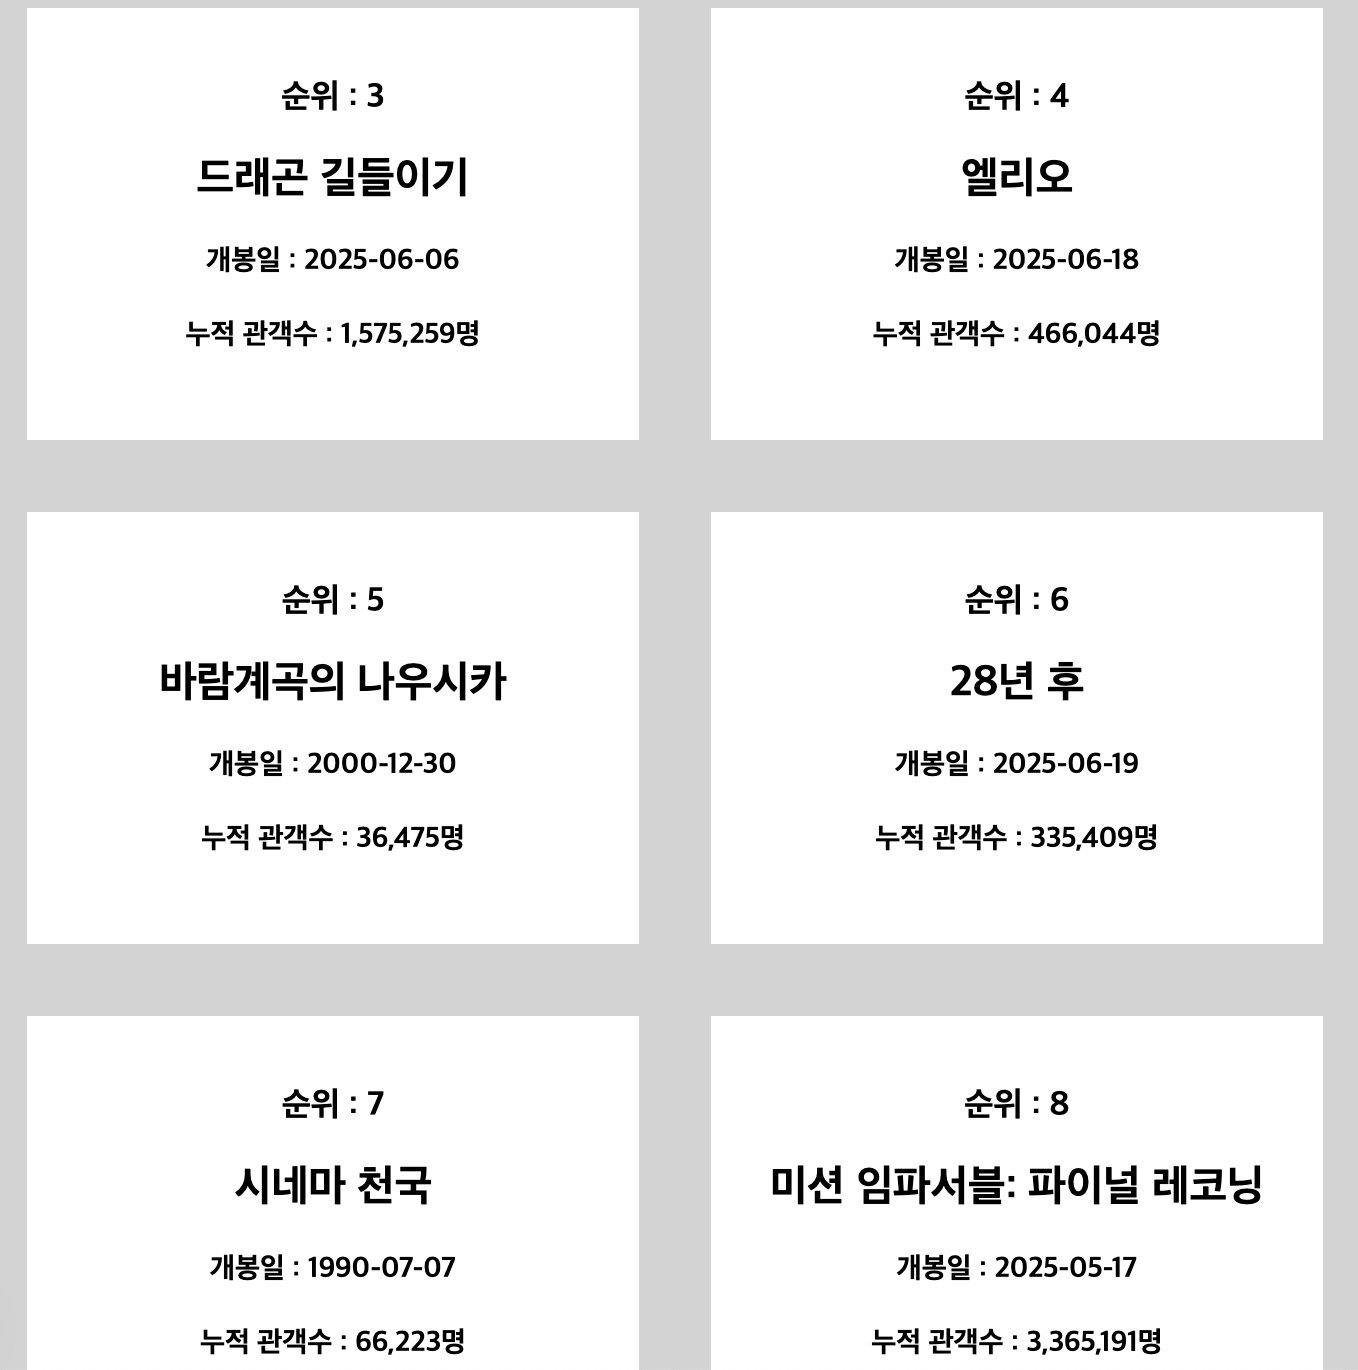 순위 : 3
드래곤 길들이기
개봉일 : 2025-06-06
누적 관객수 : 1,575,259명
순위 : 4
엘리오
개봉일 : 2025-06-18
누적 관객수 : 466,044명
순위 : 5
바람계곡의 나우시카
개봉일 : 2000-12-30
누적 관객수 : 36,475명
순위 : 6
28년 후
개봉일 : 2025-06-19
누적 관객수 : 335,409명
순위 : 7
시네마 천국
개봉일 : 1990-07-07
누적 관객수 : 66,223명
순위 : 8
미션 임파서블: 파이널 레코닝
개봉일 : 2025-05-17
누적 관객수 : 3,365,191명